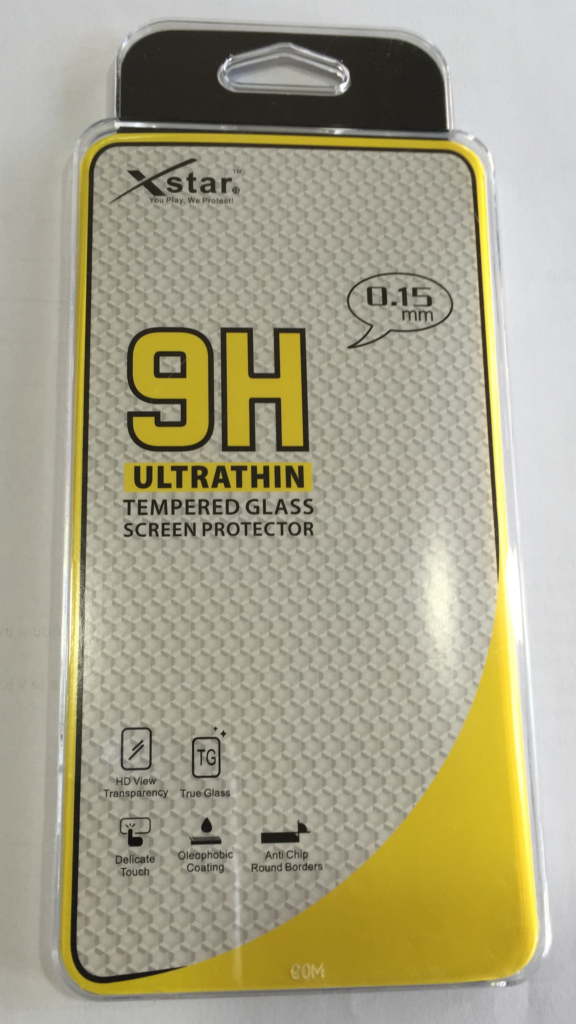 Xstar™
You Play, We Protect!
0.15
mm
9H
ULTRATHIN
TEMPERED GLASS
SCREEN PROTECTOR
HD View
Transparency
TG
True Glass
Delicate
Touch
Oleophobic
Coating
Anti Chip
Round Borders